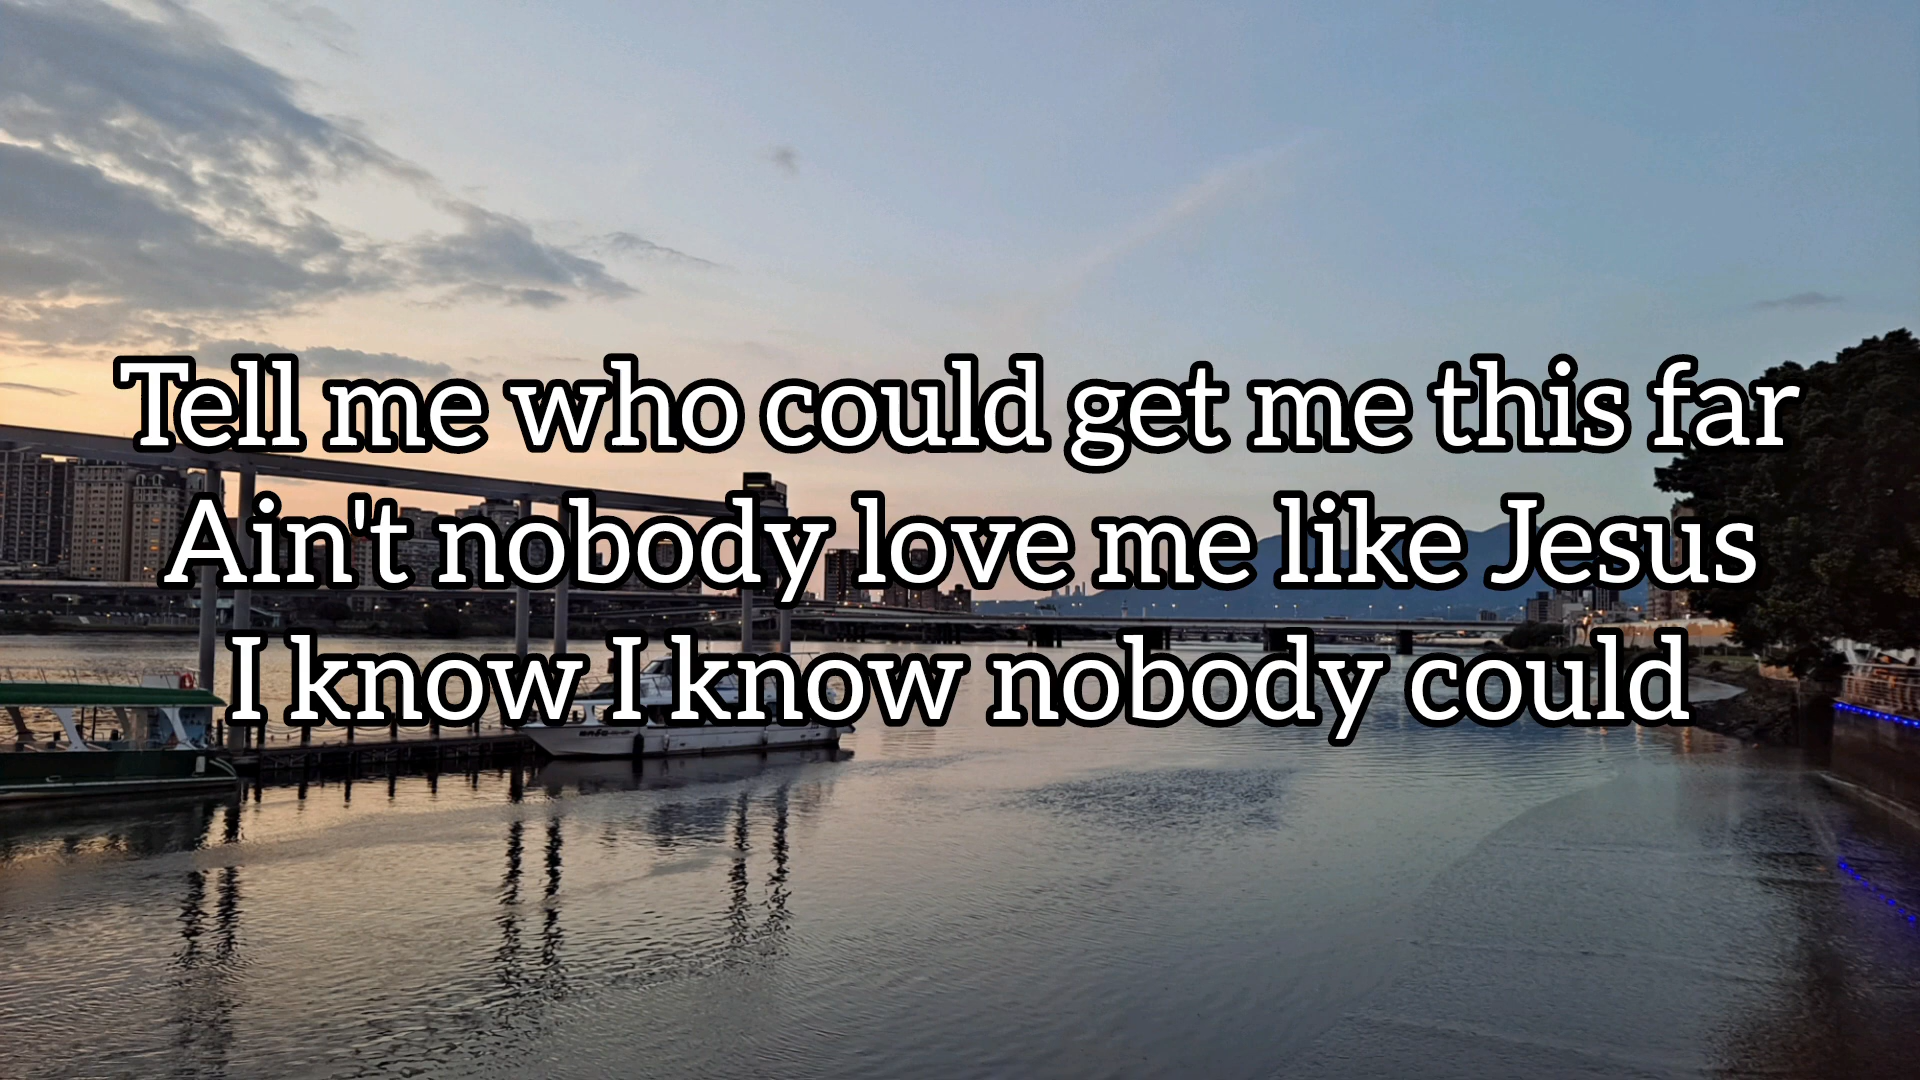 Tell me who could get me this far
Ain't nobody love me like Jesus
I know I know nobody could